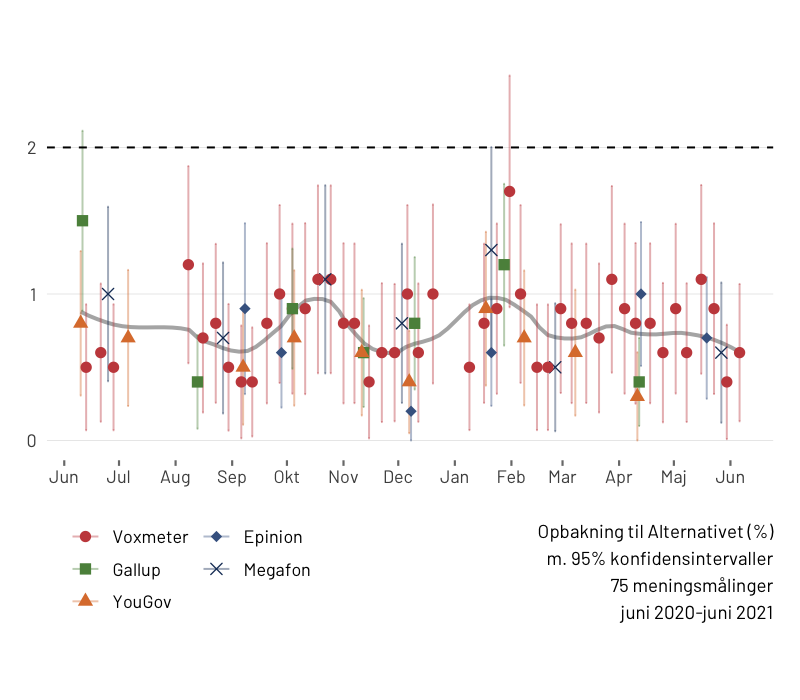 2
1
0
Jun Jul Aug Sep Okt Nov Dec Jan Feb Mar Apr Maj Jun
Voxmeter Epinion
Gallup Megafon
YouGov
Opbakning til Alternativet (%)
m. 95% konfidensintervaller
75 meningsmålinger
juni 2020-juni 2021